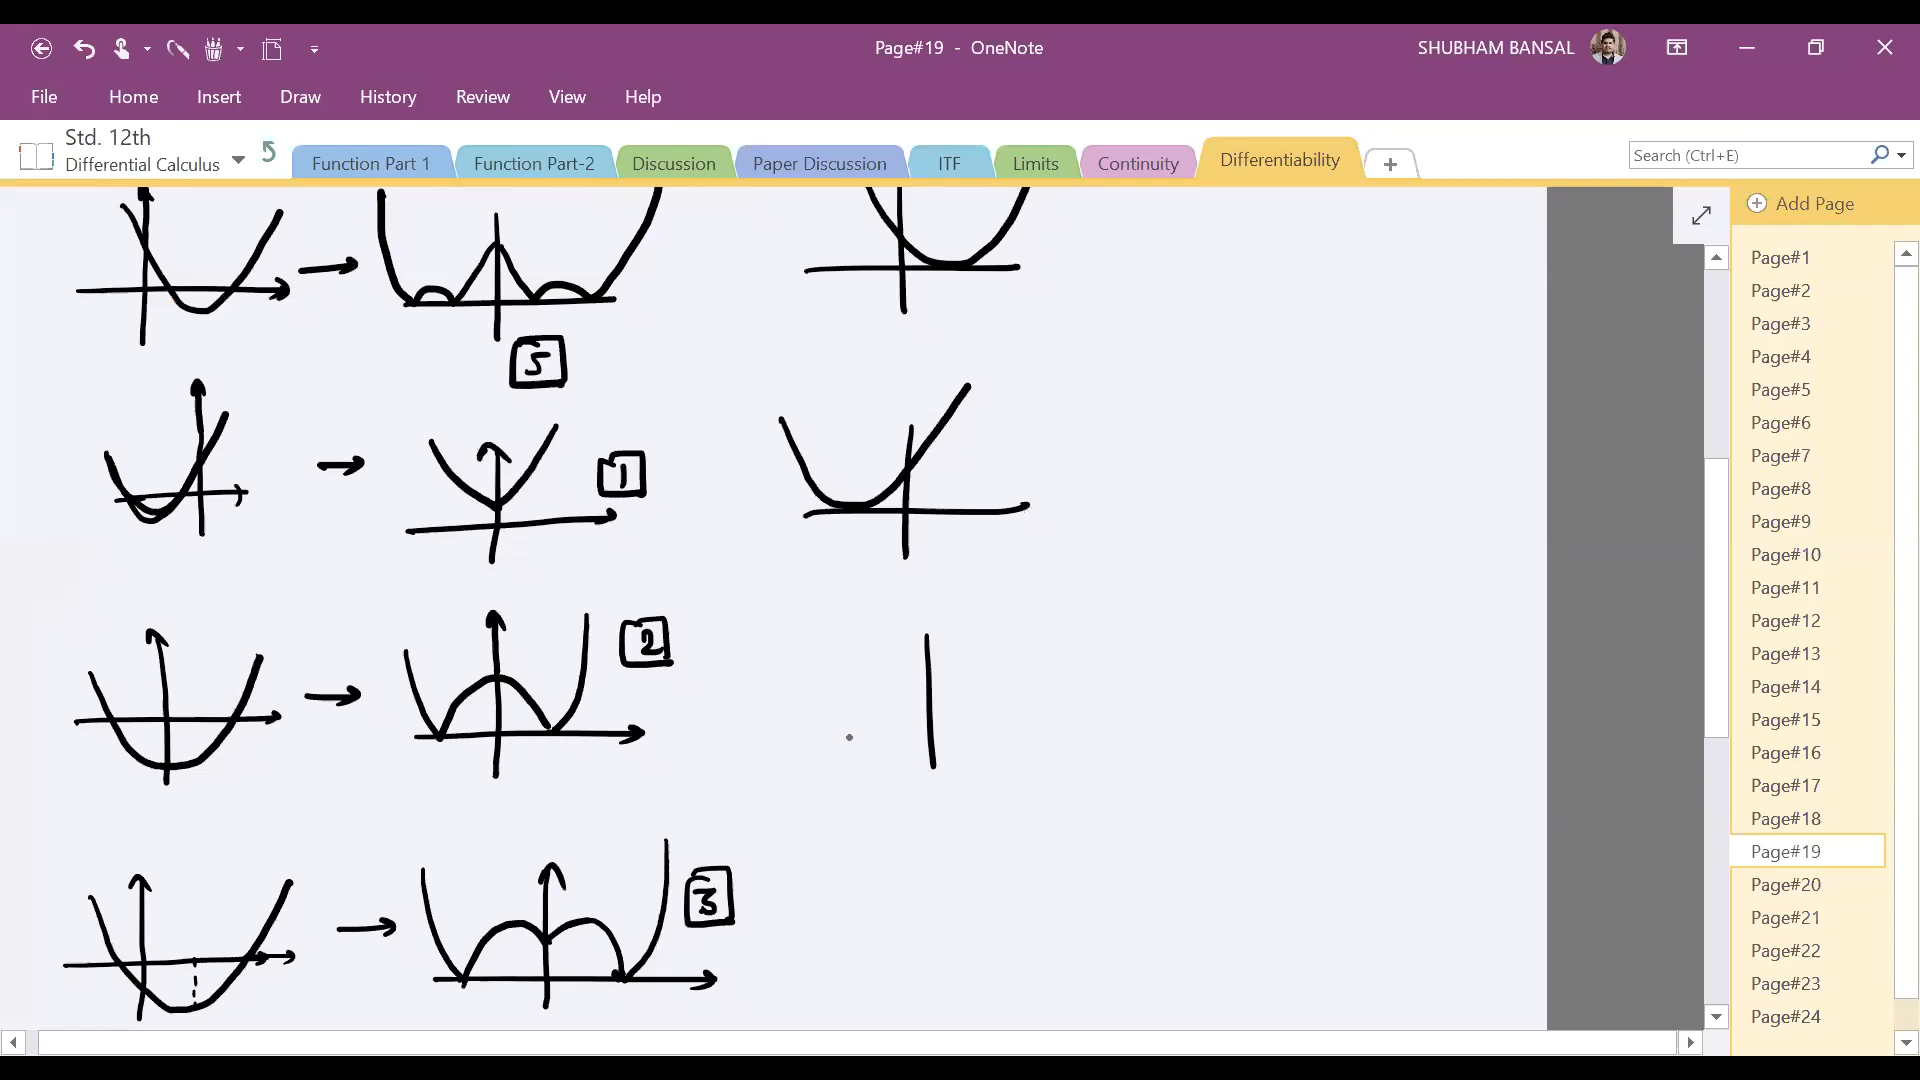 Page#19 - OneNote
SHUBHAM BANSAL
File Home Insert Draw History Review View Help
Std. 12th
Differential Calculus
Function Part 1
Function Part-2
Discussion
Paper Discussion
ITF
Limits
Continuity
Differentiability
Search (Ctrl+E)
Add Page
Page#1
Page#2
Page#3
Page#4
Page#5
Page#6
Page#7
Page#8
Page#9
Page#10
Page#11
Page#12
Page#13
Page#14
Page#15
Page#16
Page#17
Page#18
Page#19
Page#20
Page#21
Page#22
Page#23
Page#24
5
1
2
3